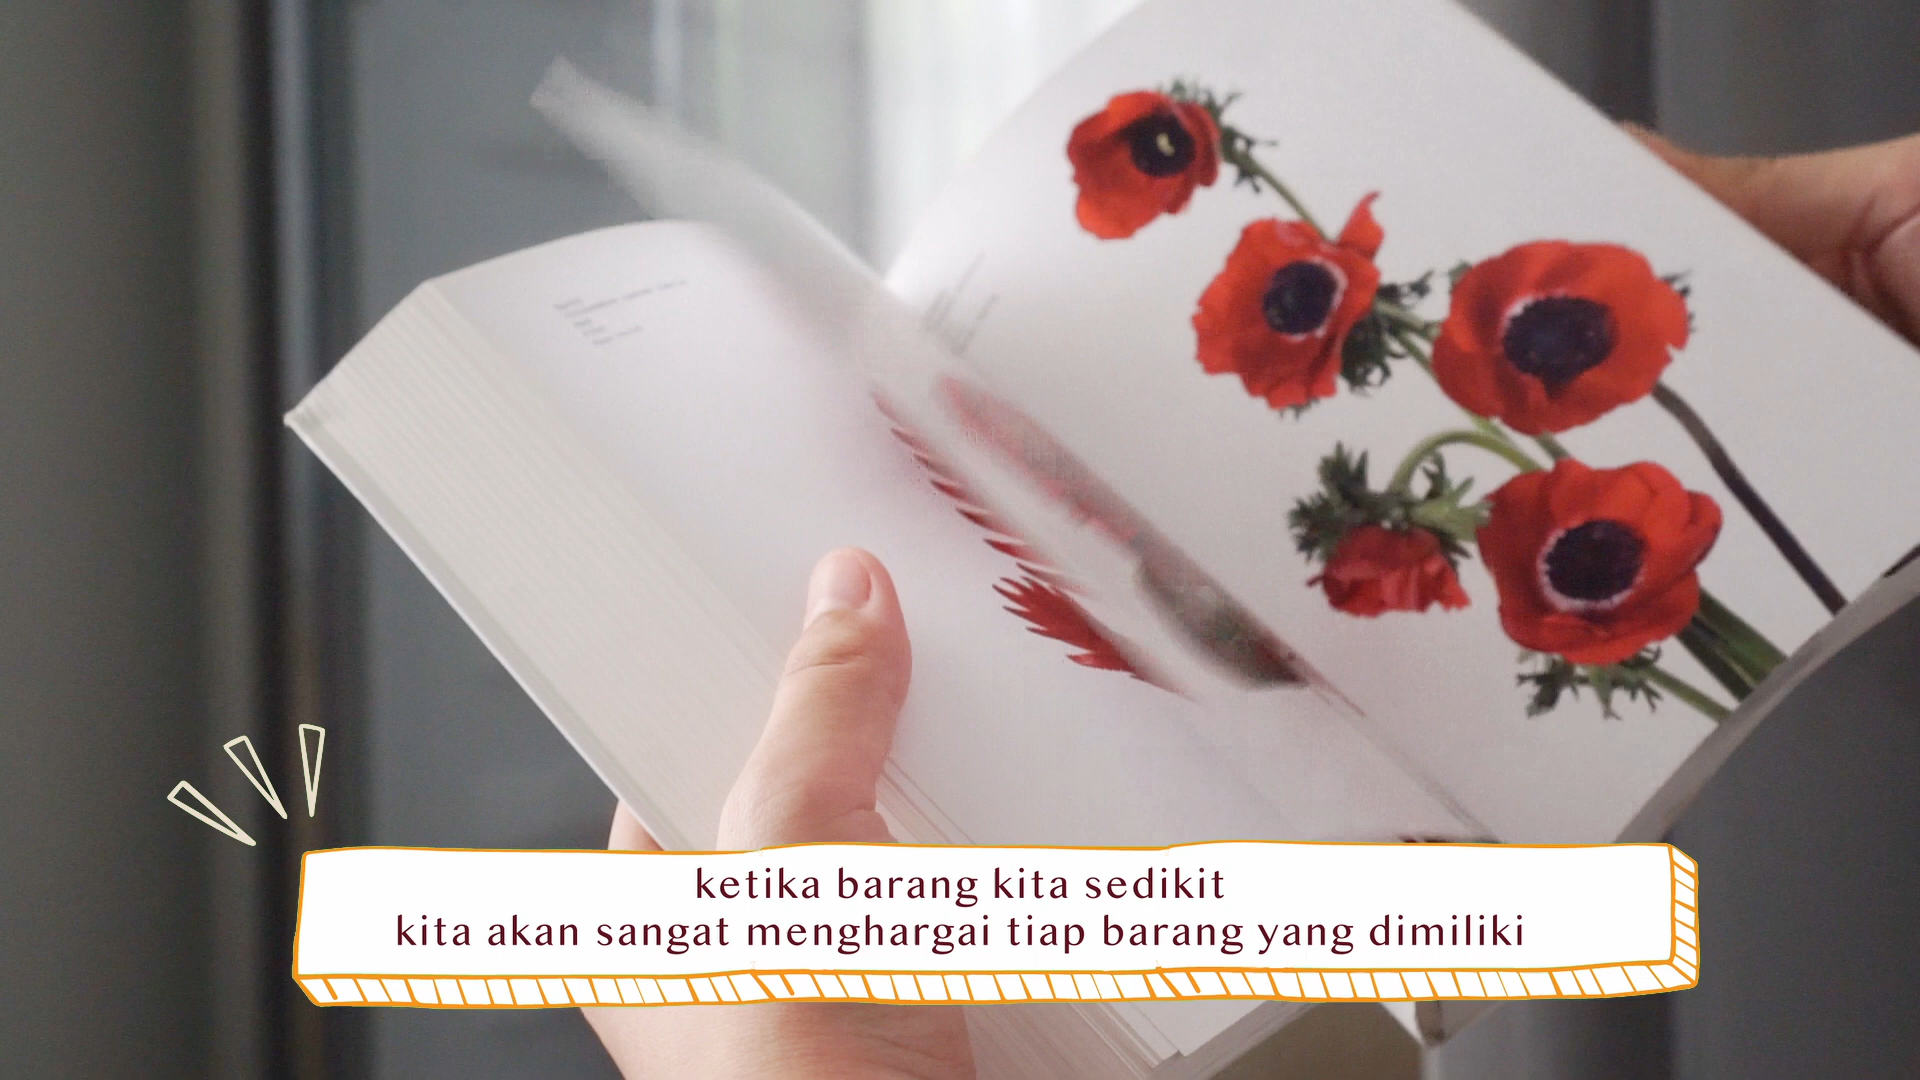 ketika barang kita sedikit
kita akan sangat menghargai tiap barang yang dimiliki